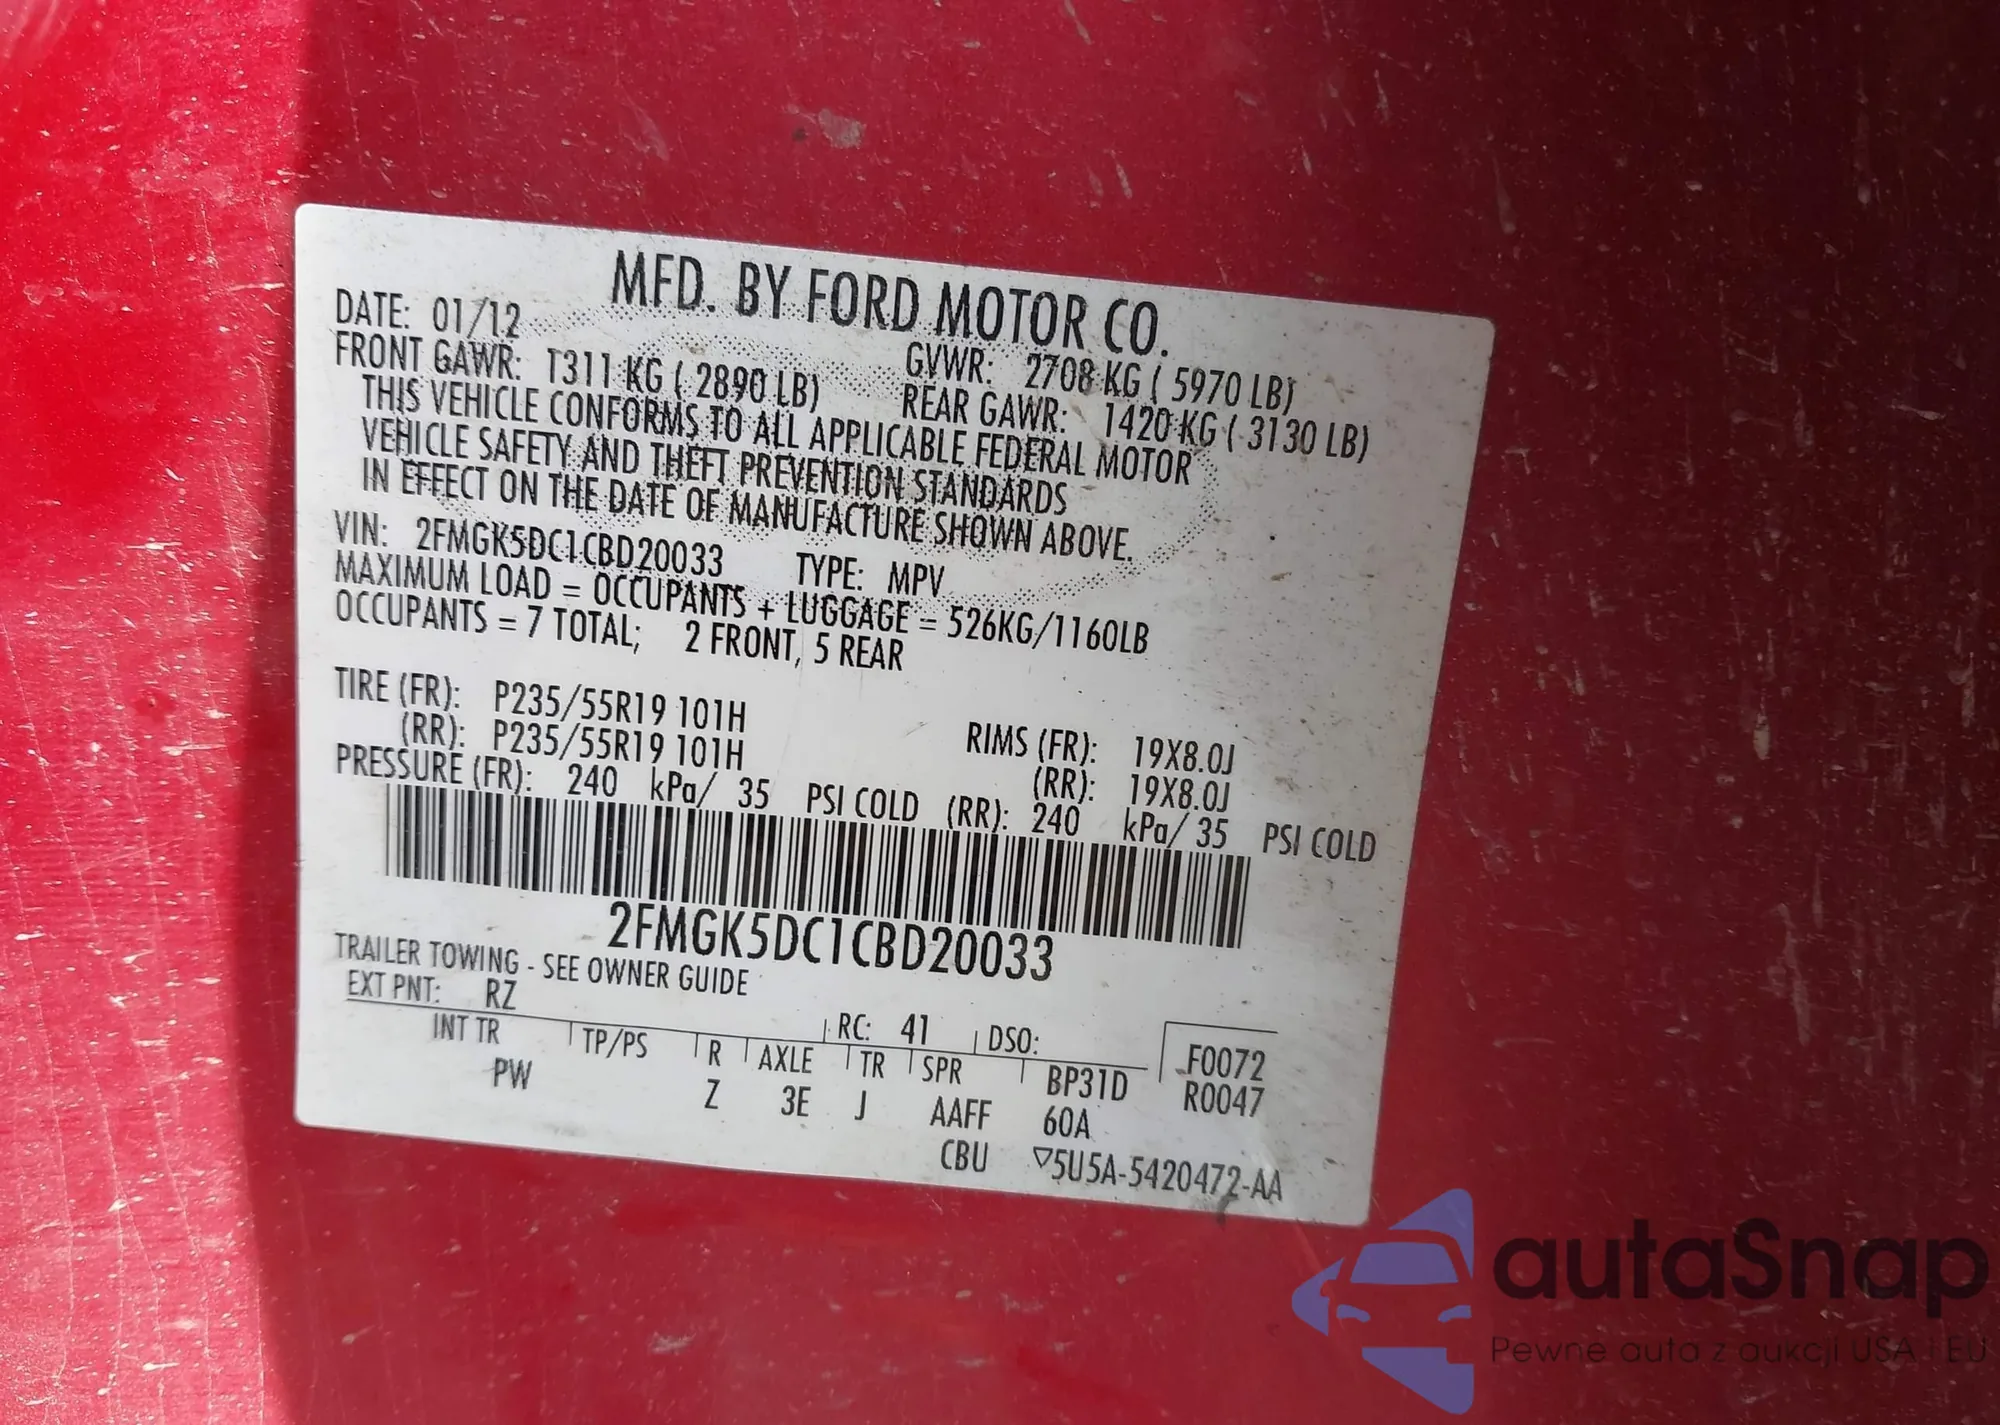 MFD. BY FORD MOTOR CO.
DATE: 01/12 GVWR: 2708 KG ( 5970 LB)
FRONT GAWR: 1311 KG ( 2890 LB) REAR GAWR: 1420 KG ( 3130 LB)
THIS VEHICLE CONFORMS TO ALL APPLICABLE FEDERAL MOTOR
VEHICLE SAFETY AND THEFT PREVENTION STANDARDS
IN EFFECT ON THE DATE OF MANUFACTURE SHOWN ABOVE.
VIN: 2FMGK5DC1CBD20033 TYPE: MPV
MAXIMUM LOAD = OCCUPANTS + LUGGAGE = 526KG/1160LB
OCCUPANTS = 7 TOTAL; 2 FRONT, 5 REAR
TIRE (FR): P235/55R19 101H RIMS (FR): 19X8.0J
(RR): P235/55R19 101H (RR): 19X8.0J
PRESSURE (FR): 240 kPa/ 35 PSI COLD (RR): 240 kPa/ 35 PSI COLD
2FMGK5DC1CBD20033
TRAILER TOWING - SEE OWNER GUIDE
EXT PNT: RZ RC: 41 DSO: F0072
INT TR TP/PS R AXLE TR SPR BP31D R0047
PW Z 3E J AAFF 60A
CBU ▽5U5A-5420472-AA
autaSnap
Pewne auta z aukcji USA i EU